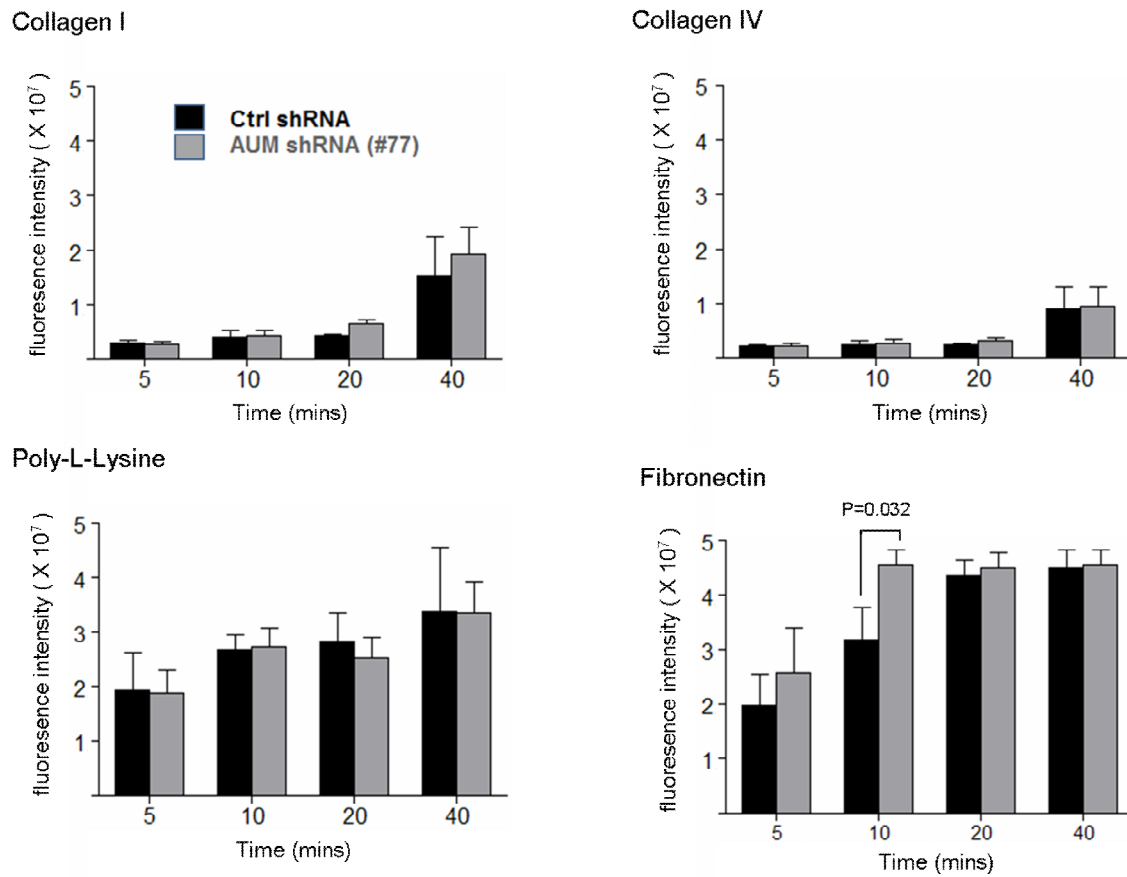 Collagen I
fluoresence intensity ( X 10⁷)
5
4
3
2
1
Ctrl shRNA
AUM shRNA (#77)
5 10 20 40
Time (mins)
Collagen IV
fluoresence intensity ( X 10⁷)
5
4
3
2
1
5 10 20 40
Time (mins)
Poly-L-Lysine
fluoresence intensity ( X 10⁷)
5
4
3
2
1
5 10 20 40
Time (mins)
Fibronectin
P=0.032
fluoresence intensity ( X 10⁷)
5
4
3
2
1
5 10 20 40
Time (mins)